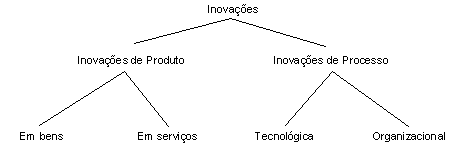 Inovações
Inovações de Produto
Inovações de Processo
Em bens
Em serviços
Tecnológica
Organizacional